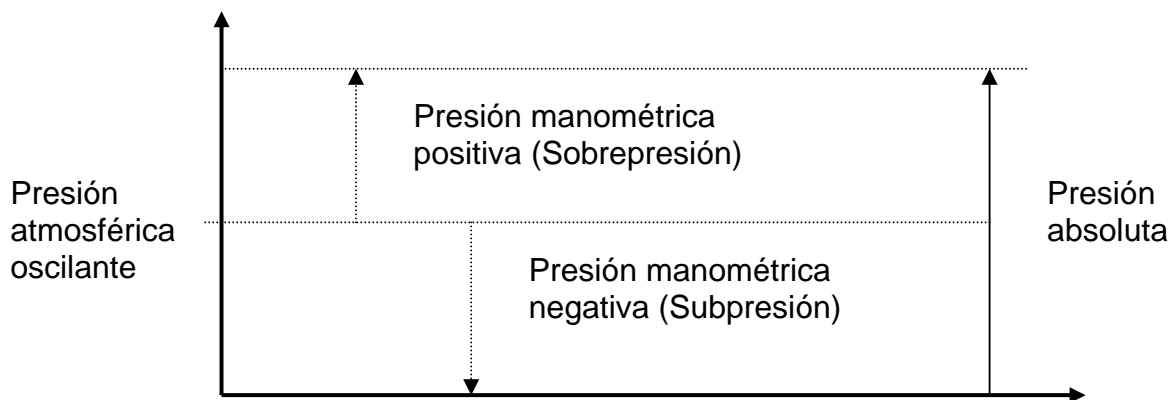 Presión manométrica
positiva (Sobrepresión)
Presión
atmosférica
oscilante
Presión
absoluta
Presión manométrica
negativa (Subpresión)